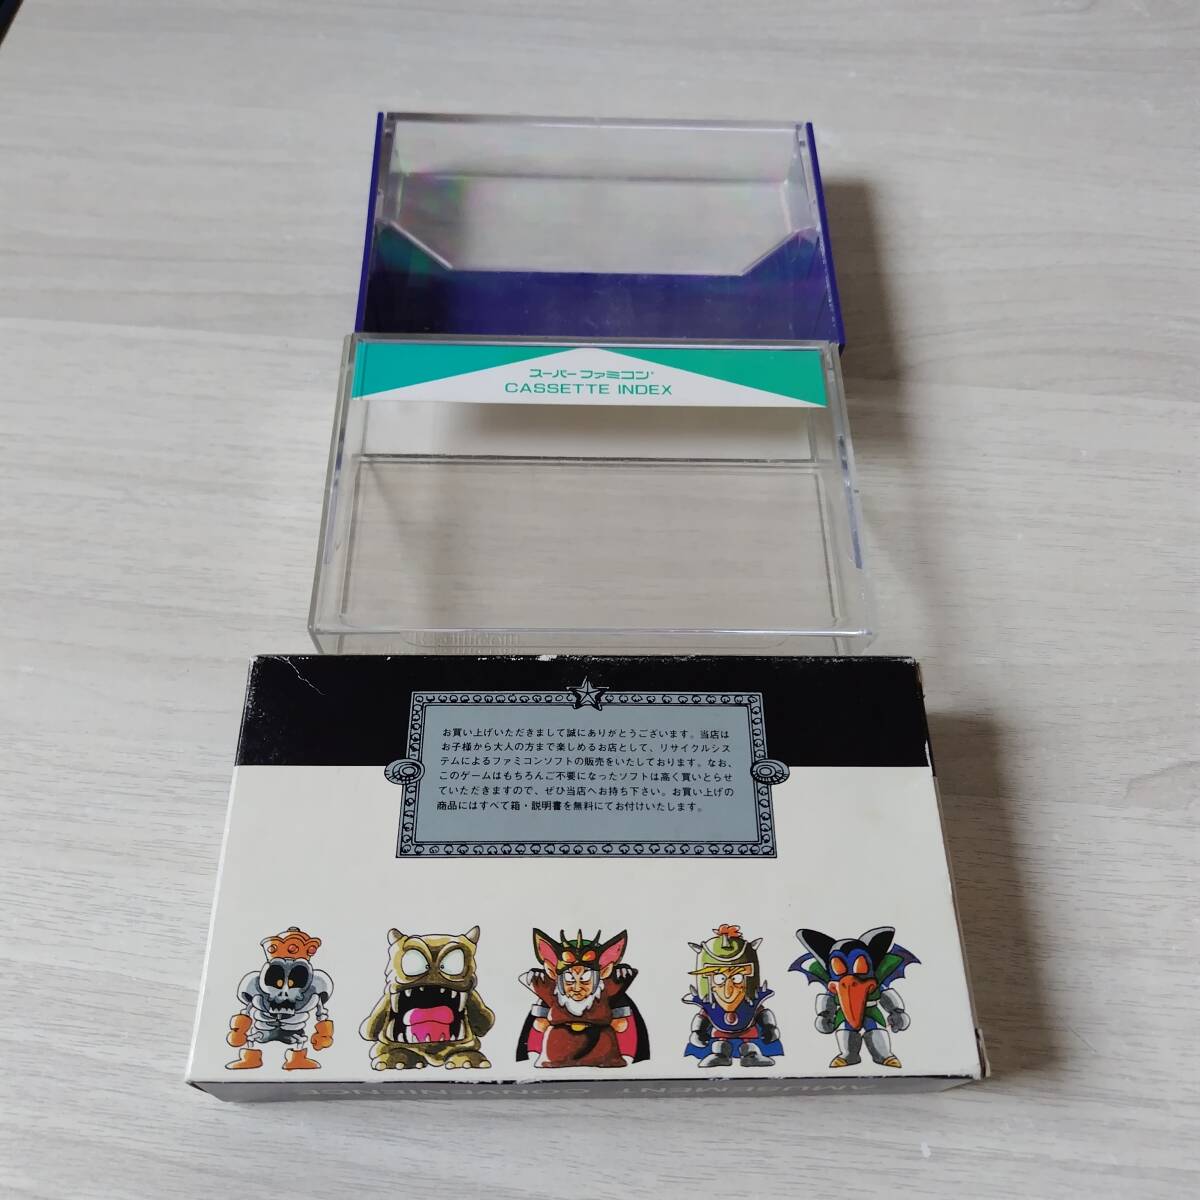 スーパーファミコン
CASSETTE INDEX
お買い上げいただきまして誠にありがとうございます。当店は
お子様から大人の方まで楽しめるお店として、リサイクルシス
テムによるファミコンソフトの販売をいたしております。なお、
このゲームはもちろんご不要になったソフトは高く買いとらせ
ていただきますので、ぜひ当店へお持ち下さい。お買い上げの
商品にはすべて箱・説明書を無料にてお付けいたします。
AMUSEMENT CONVENIENCE